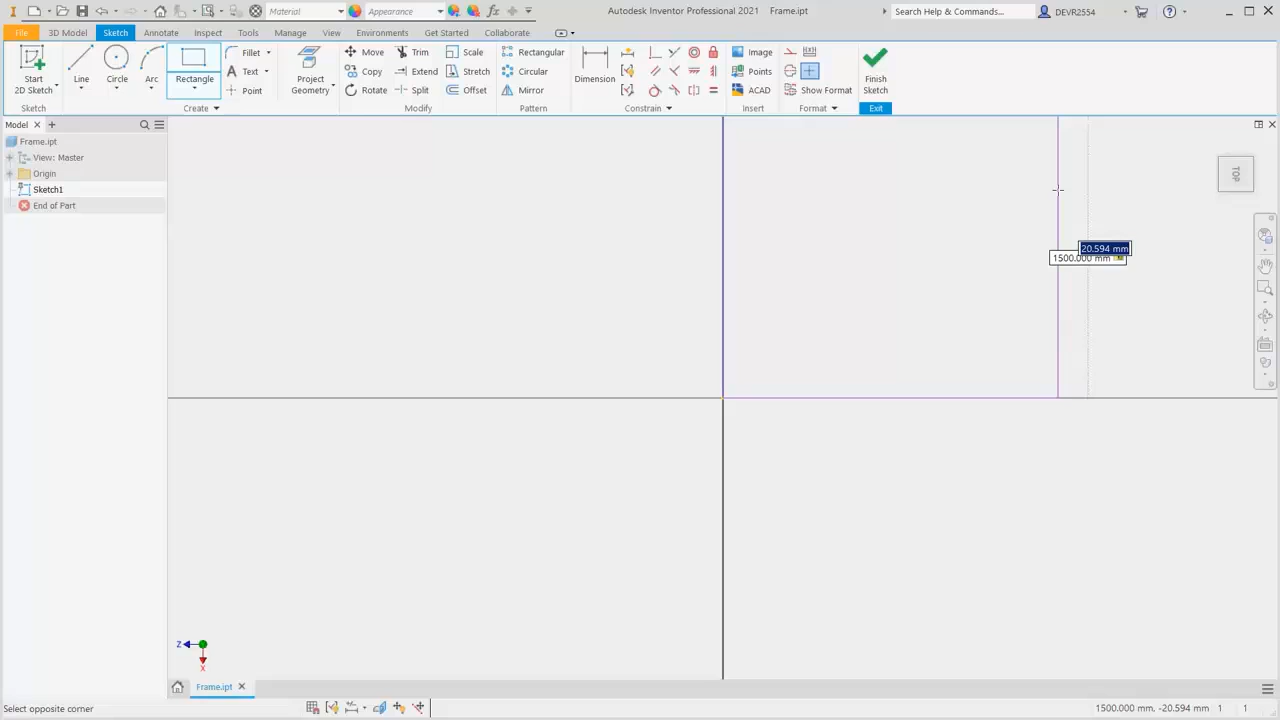 Material
Appearance
Autodesk Inventor Professional 2021 Frame.ipt
Search Help & Commands...
DEVR2554
File
3D Model
Sketch
Annotate
Inspect
Tools
Manage
View
Environments
Get Started
Collaborate
Start
2D Sketch
Line
Circle
Arc
Rectangle
Fillet
Text
Point
Project
Geometry
Move
Copy
Rotate
Trim
Extend
Split
Scale
Stretch
Offset
Rectangular
Circular
Mirror
Dimension
Image
Points
ACAD
Show Format
Finish
Sketch
Sketch
Create
Modify
Pattern
Constrain
Insert
Format
Exit
Model
Frame.ipt
View: Master
Origin
Sketch1
End of Part
TOP
20.594 mm
1500.000 mm
Z
X
Frame.ipt
Select opposite corner
1500.000 mm, -20.594 mm 1 1